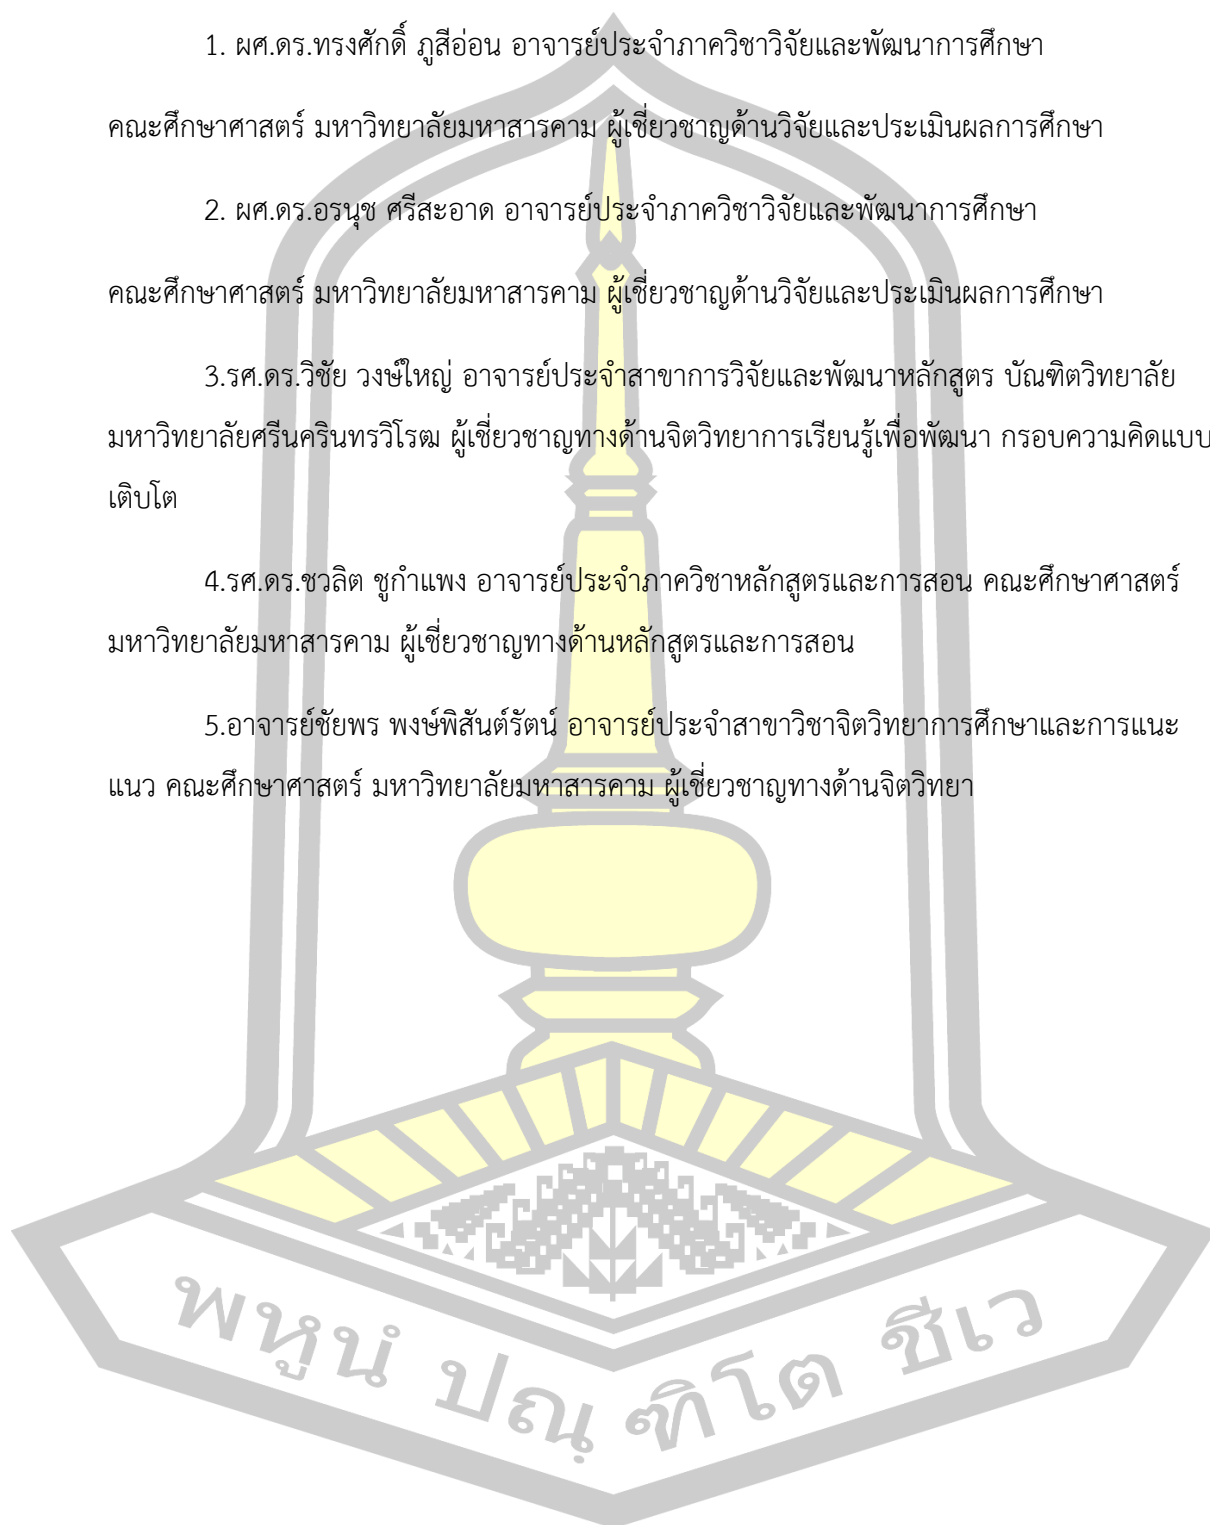 1. ผศ.ดร.ทรงศักดิ์ ภูสีอ่อน อาจารย์ประจำภาควิชาวิจัยและพัฒนาการศึกษา
คณะศึกษาศาสตร์ มหาวิทยาลัยมหาสารคาม ผู้เชี่ยวชาญด้านวิจัยและประเมินผลการศึกษา
2. ผศ.ดร.อรนุช ศรีสะอาด อาจารย์ประจำภาควิชาวิจัยและพัฒนาการศึกษา
คณะศึกษาศาสตร์ มหาวิทยาลัยมหาสารคาม ผู้เชี่ยวชาญด้านวิจัยและประเมินผลการศึกษา
3.รศ.ดร.วิชัย วงษ์ใหญ่ อาจารย์ประจำสาขาการวิจัยและพัฒนาหลักสูตร บัณฑิตวิทยาลัย
มหาวิทยาลัยศรีนครินทรวิโรฒ ผู้เชี่ยวชาญทางด้านจิตวิทยาการเรียนรู้เพื่อพัฒนา กรอบความคิดแบบ
เติบโต
4.รศ.ดร.ชวลิต ชูกำแพง อาจารย์ประจำภาควิชาหลักสูตรและการสอน คณะศึกษาศาสตร์
มหาวิทยาลัยมหาสารคาม ผู้เชี่ยวชาญทางด้านหลักสูตรและการสอน
5.อาจารย์ชัยพร พงษ์พิสันต์รัตน์ อาจารย์ประจำสาขาวิชาจิตวิทยาการศึกษาและการแนะ
แนว คณะศึกษาศาสตร์ มหาวิทยาลัยมหาสารคาม ผู้เชี่ยวชาญทางด้านจิตวิทยา
พหูนํ ปณฺฑิโต ชีเว